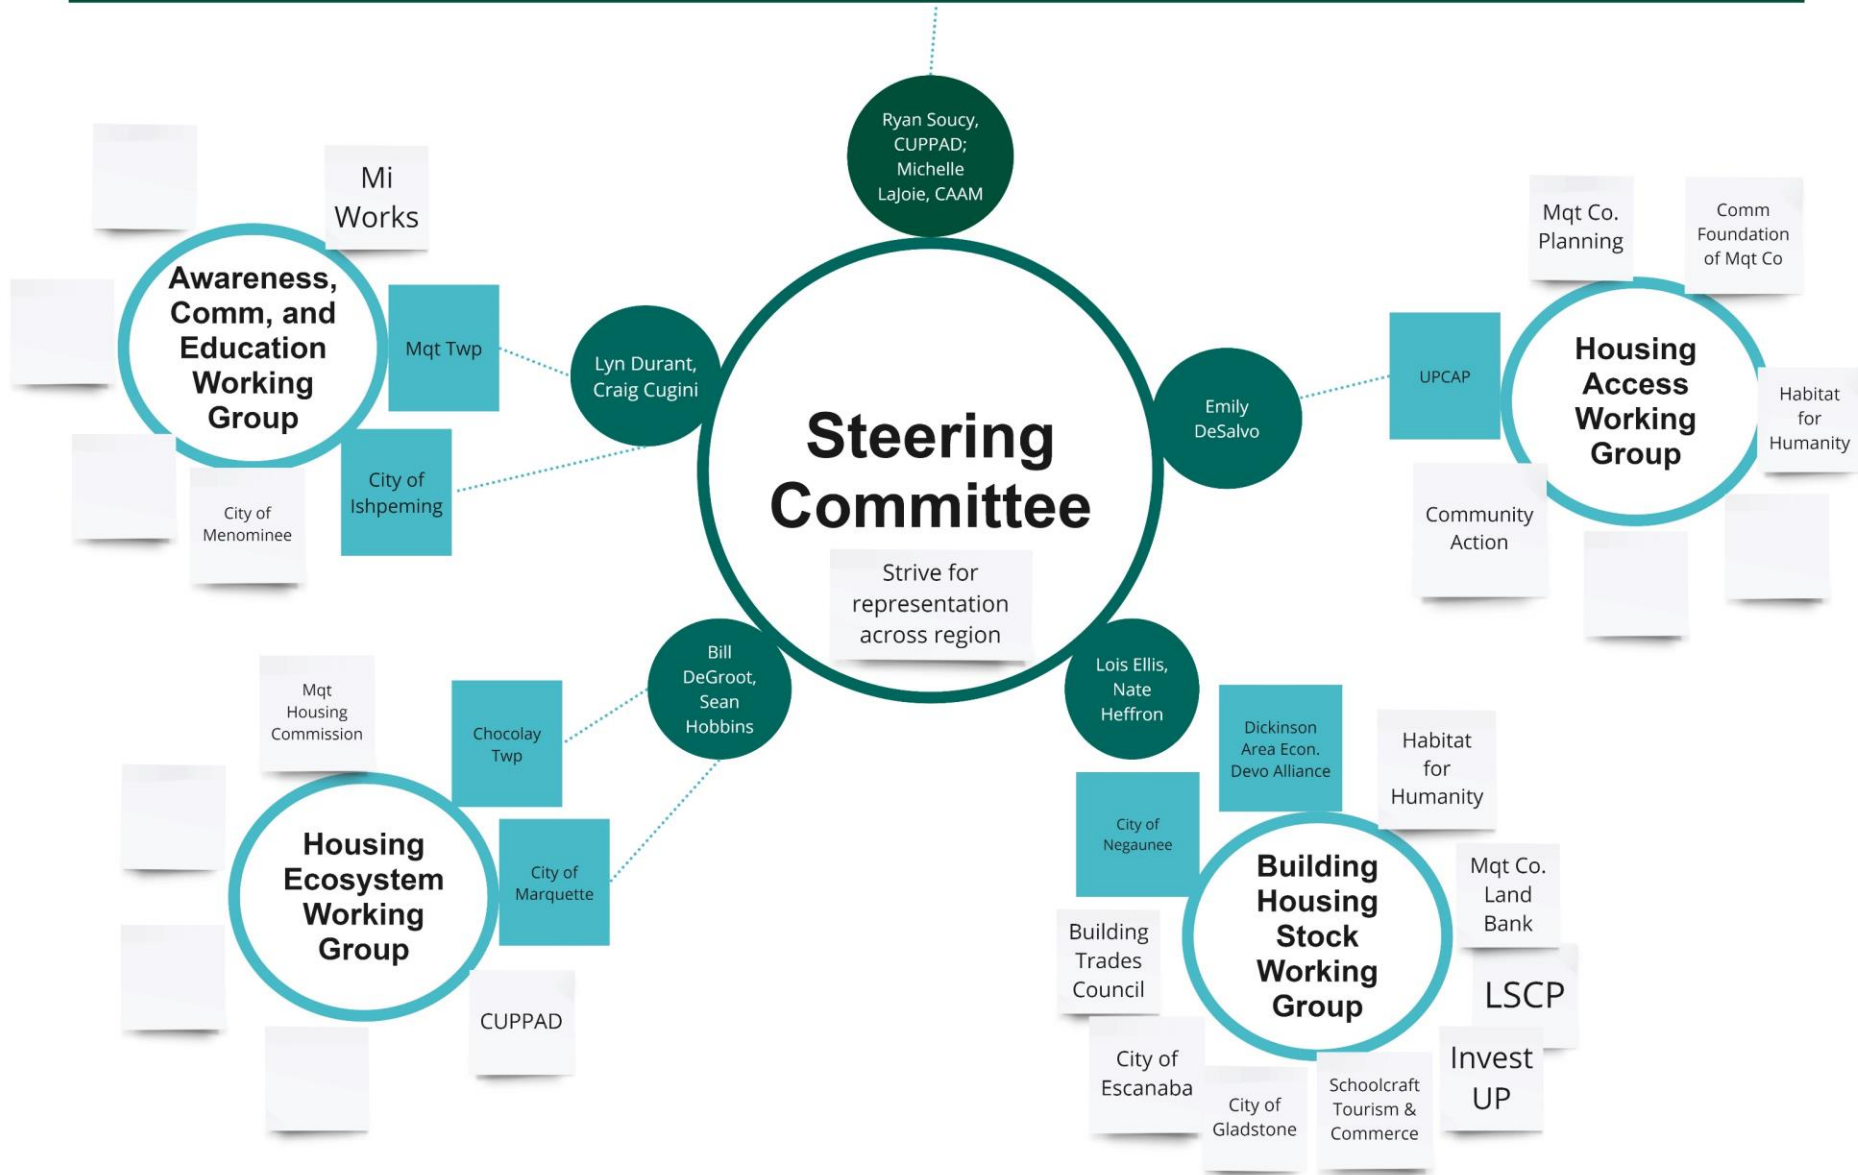 Ryan Soucy,
CUPPAD;
Michelle
LaJoie, CAAM
Mi
Works
Awareness,
Comm, and
Education
Working
Group
Mqt Twp
City of
Ishpeming
City of
Menominee
Lyn Durant,
Craig Cugini
Steering
Committee
Strive for
representation
across region
Emily
DeSalvo
UPCAP
Mqt Co.
Planning
Comm
Foundation
of Mqt Co
Housing
Access
Working
Group
Habitat
for
Humanity
Community
Action
Bill
DeGroot,
Sean
Hobbins
Chocolay
Twp
City of
Marquette
Mqt
Housing
Commission
Housing
Ecosystem
Working
Group
CUPPAD
Lois Ellis,
Nate
Heffron
Dickinson
Area Econ.
Devo Alliance
City of
Negaunee
Habitat
for
Humanity
Building
Housing
Stock
Working
Group
Mqt Co.
Land
Bank
LSCP
Invest
UP
Schoolcraft
Tourism &
Commerce
City of
Gladstone
City of
Escanaba
Building
Trades
Council